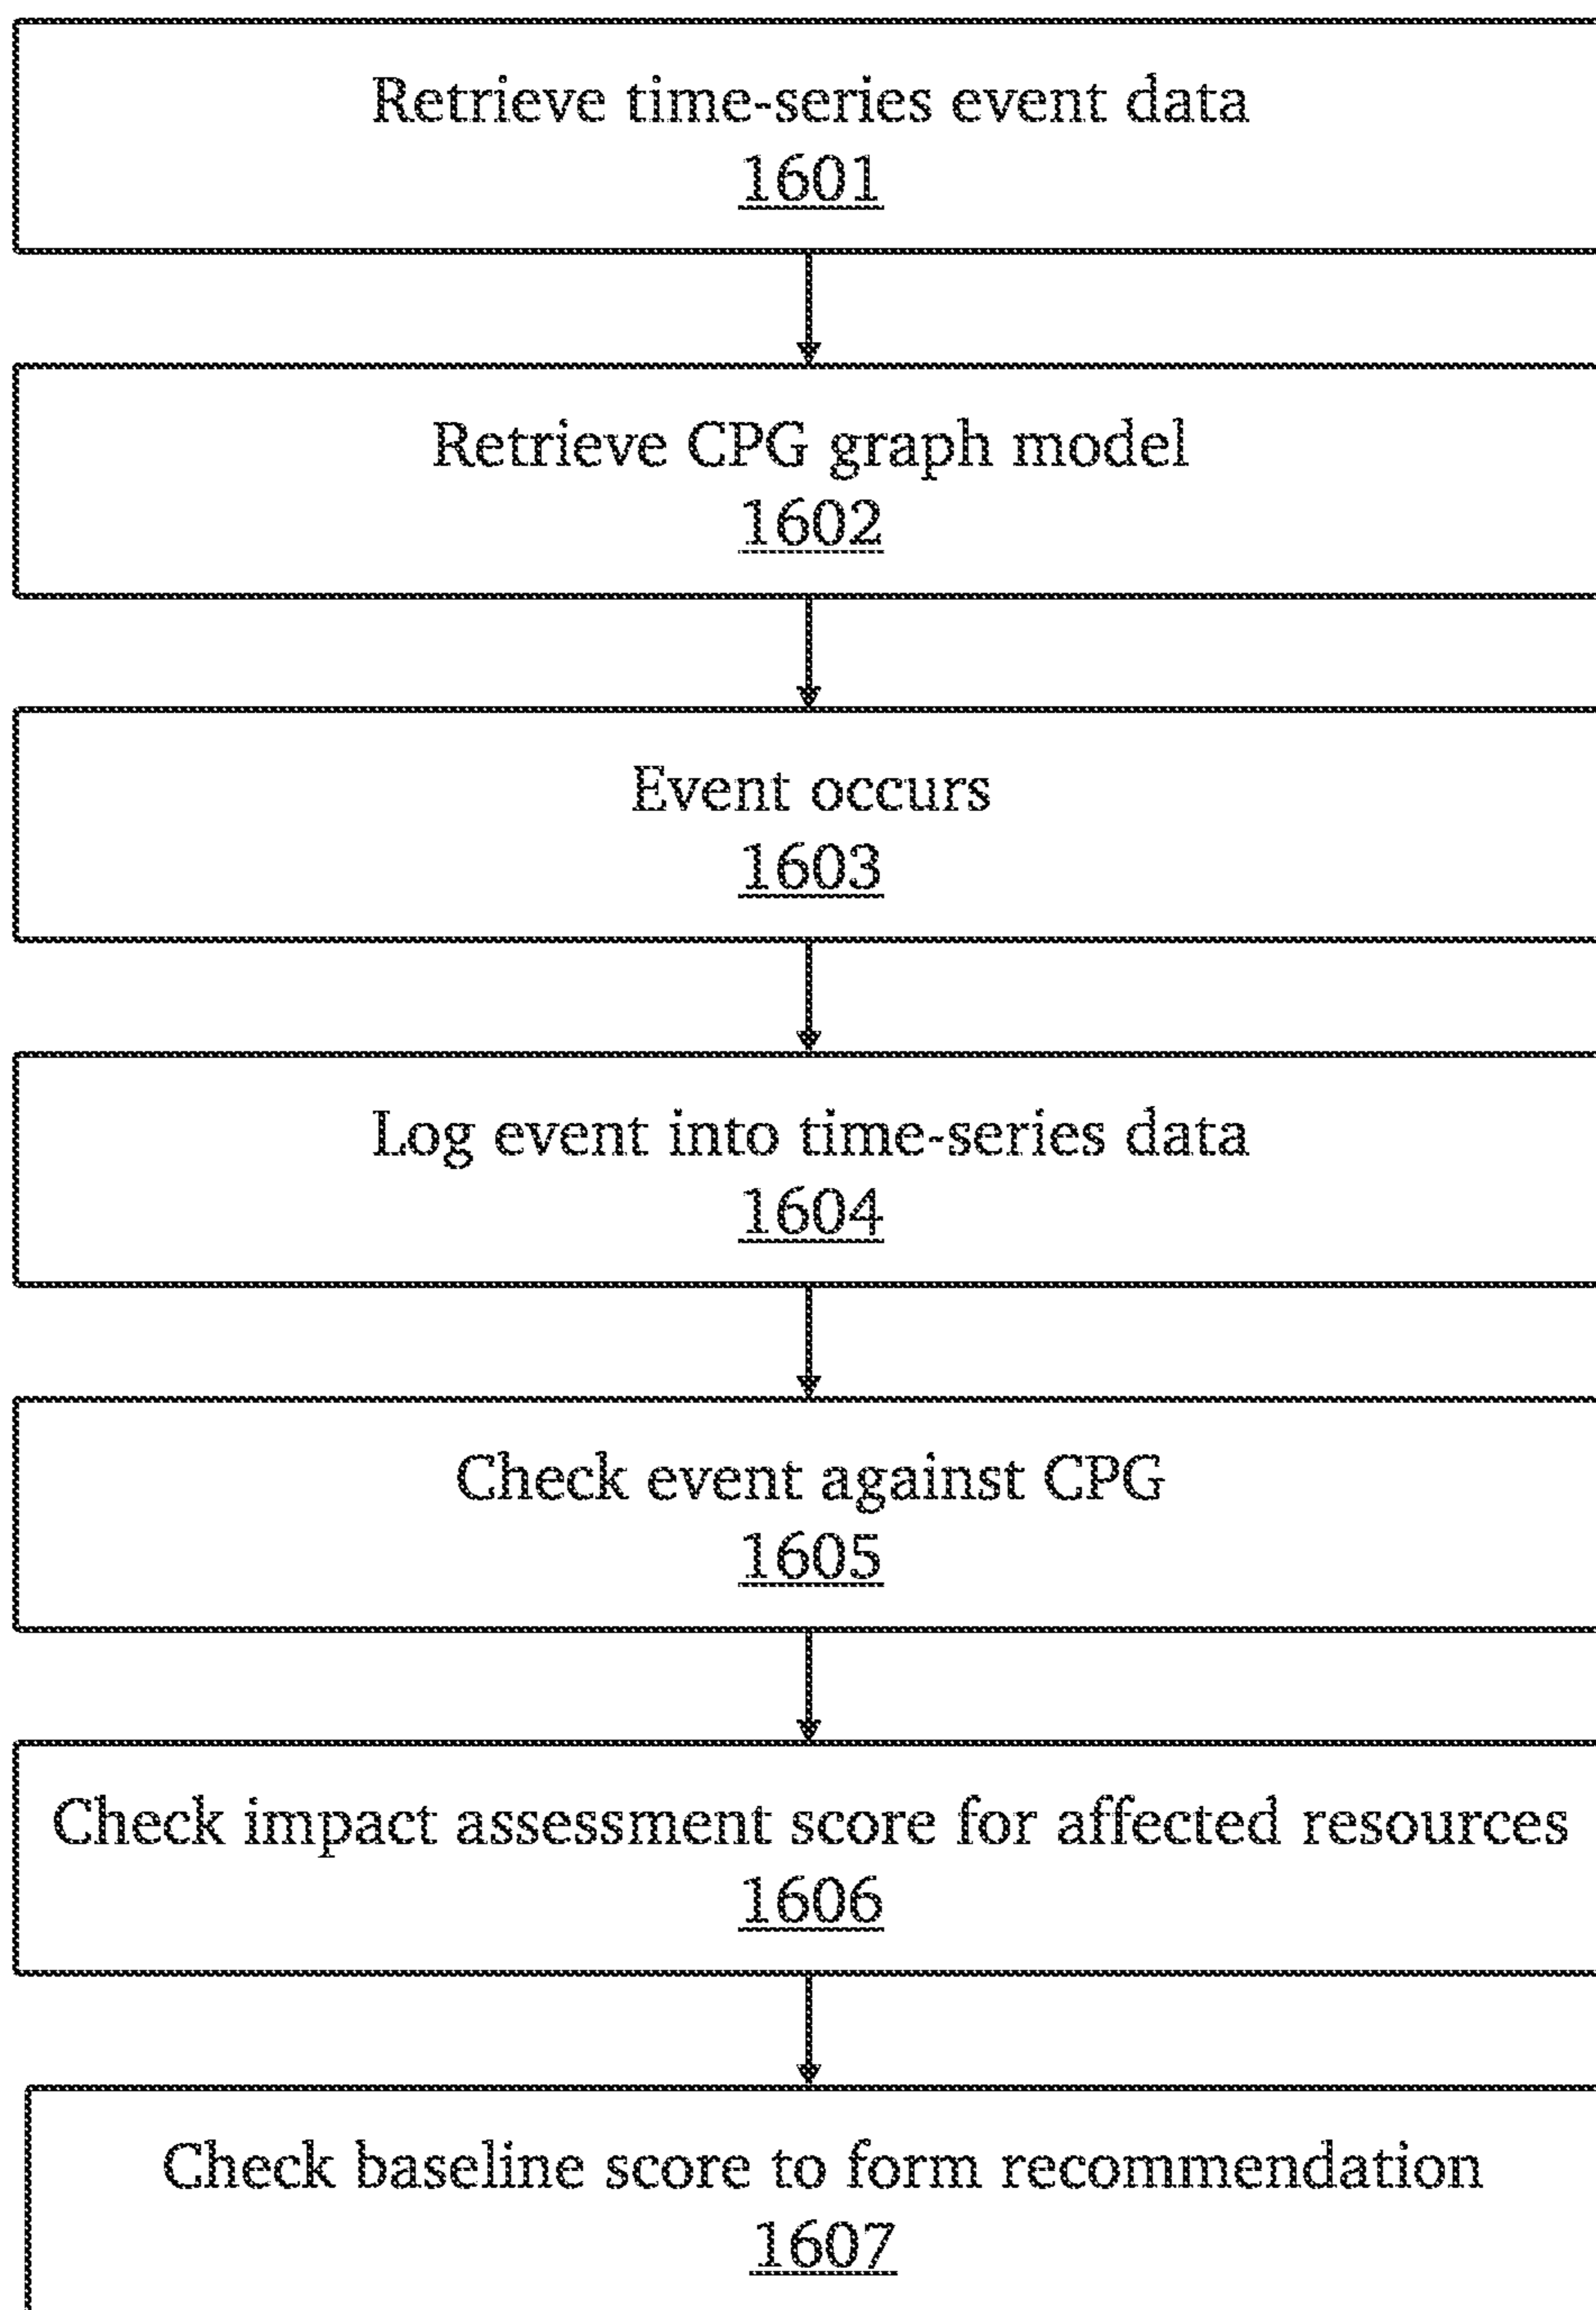 Retrieve time-series event data
1601
Retrieve CPG graph model
1602
Event occurs
1603
Log event into time-series data
1604
Check event against CPG
1605
Check impact assessment score for affected resources
1606
Check baseline score to form recommendation
1607